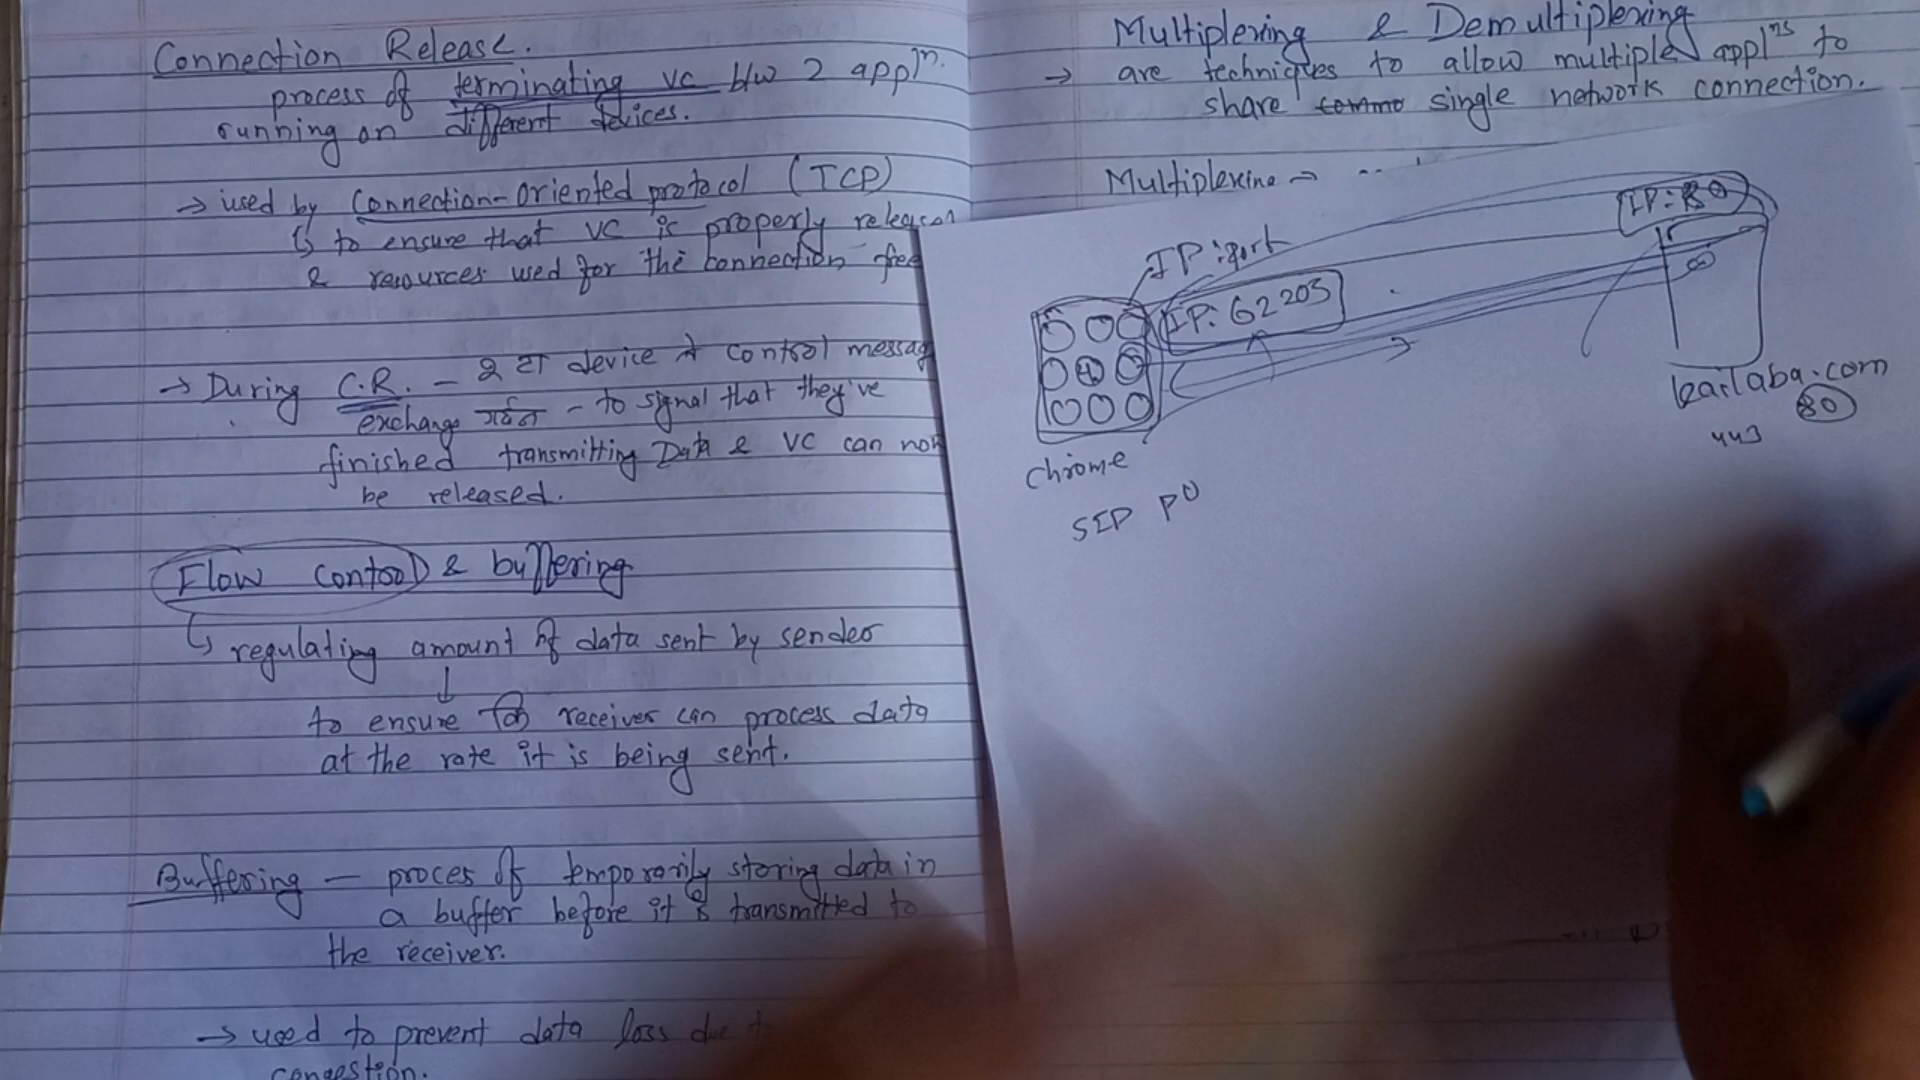 Connection Release.
process of terminating VC b/w 2 appln.
running on different devices.
→ used by Connection-oriented protocol (TCP)
↳ to ensure that VC is properly released
& resources used for the connection free
→ During C.R. - 2 टा device ले control messag
exchange गर्दछन - to signal that they've
finished transmitting Data & VC can now
be released.
Flow Control & buffering
↳ regulating amount of data sent by sender
↓
to ensure receiver can process data
at the rate it is being sent.
Buffering — proces of temporarily storing data in
a buffer before it is transmitted to
the receiver.
→ used to prevent data loss due
congestion.
Multiplexing & Demultiplexing
→ are techniques to allow multiple applns to
share commo single network connection.
Multiplexing →
IP:port
IP: 62205
IP: 80
chrome
SIP
.com
80
443